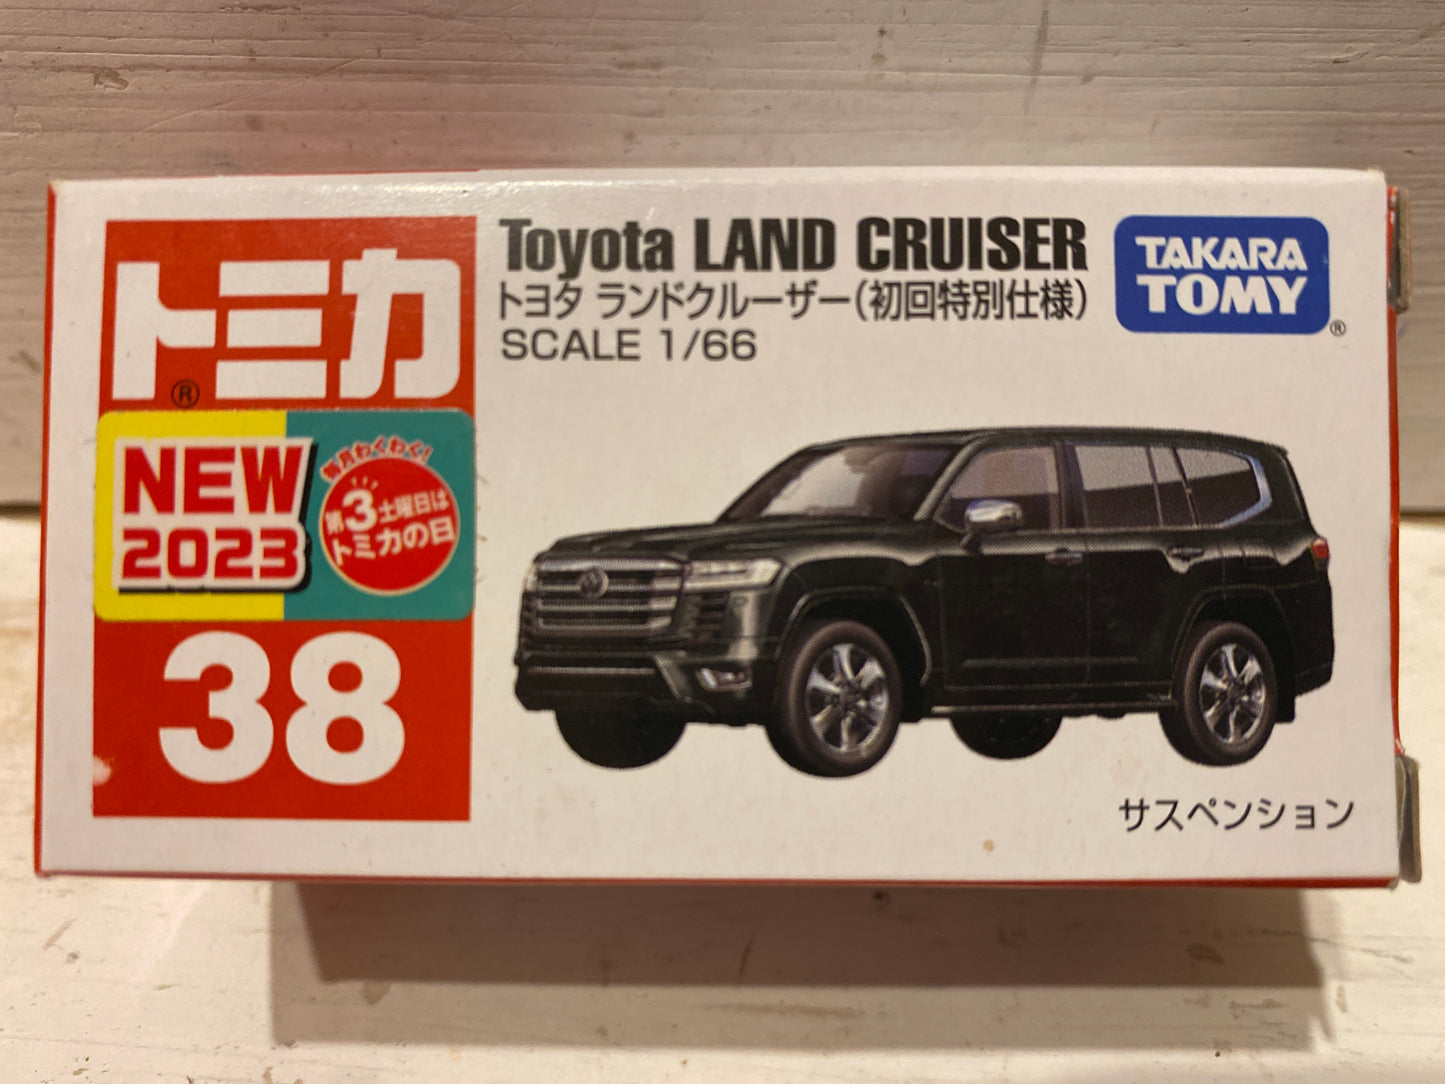 トミカ
®
NEW
2023
毎月わくわく!
第3土曜日は
トミカの日
38
Toyota LAND CRUISER
トヨタ ランドクルーザー(初回特別仕様)
SCALE 1/66
TAKARA
TOMY
®
サスペンション